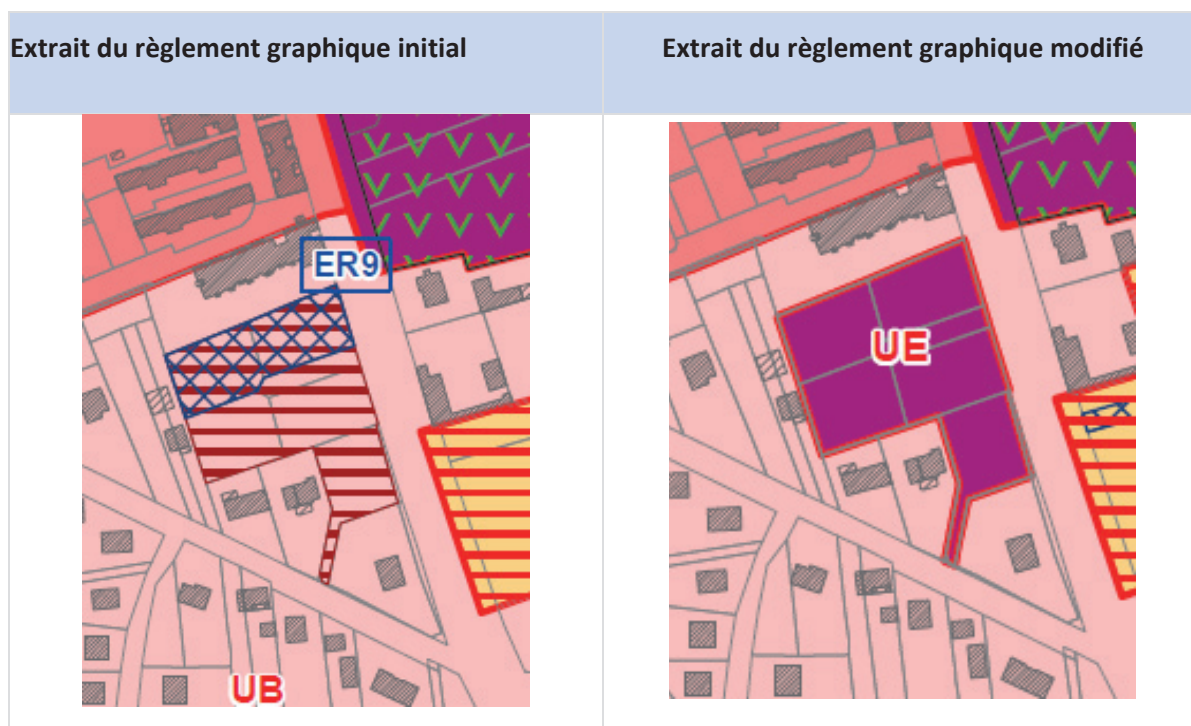 Extrait du règlement graphique initial
Extrait du règlement graphique modifié
ER9
UB
UE